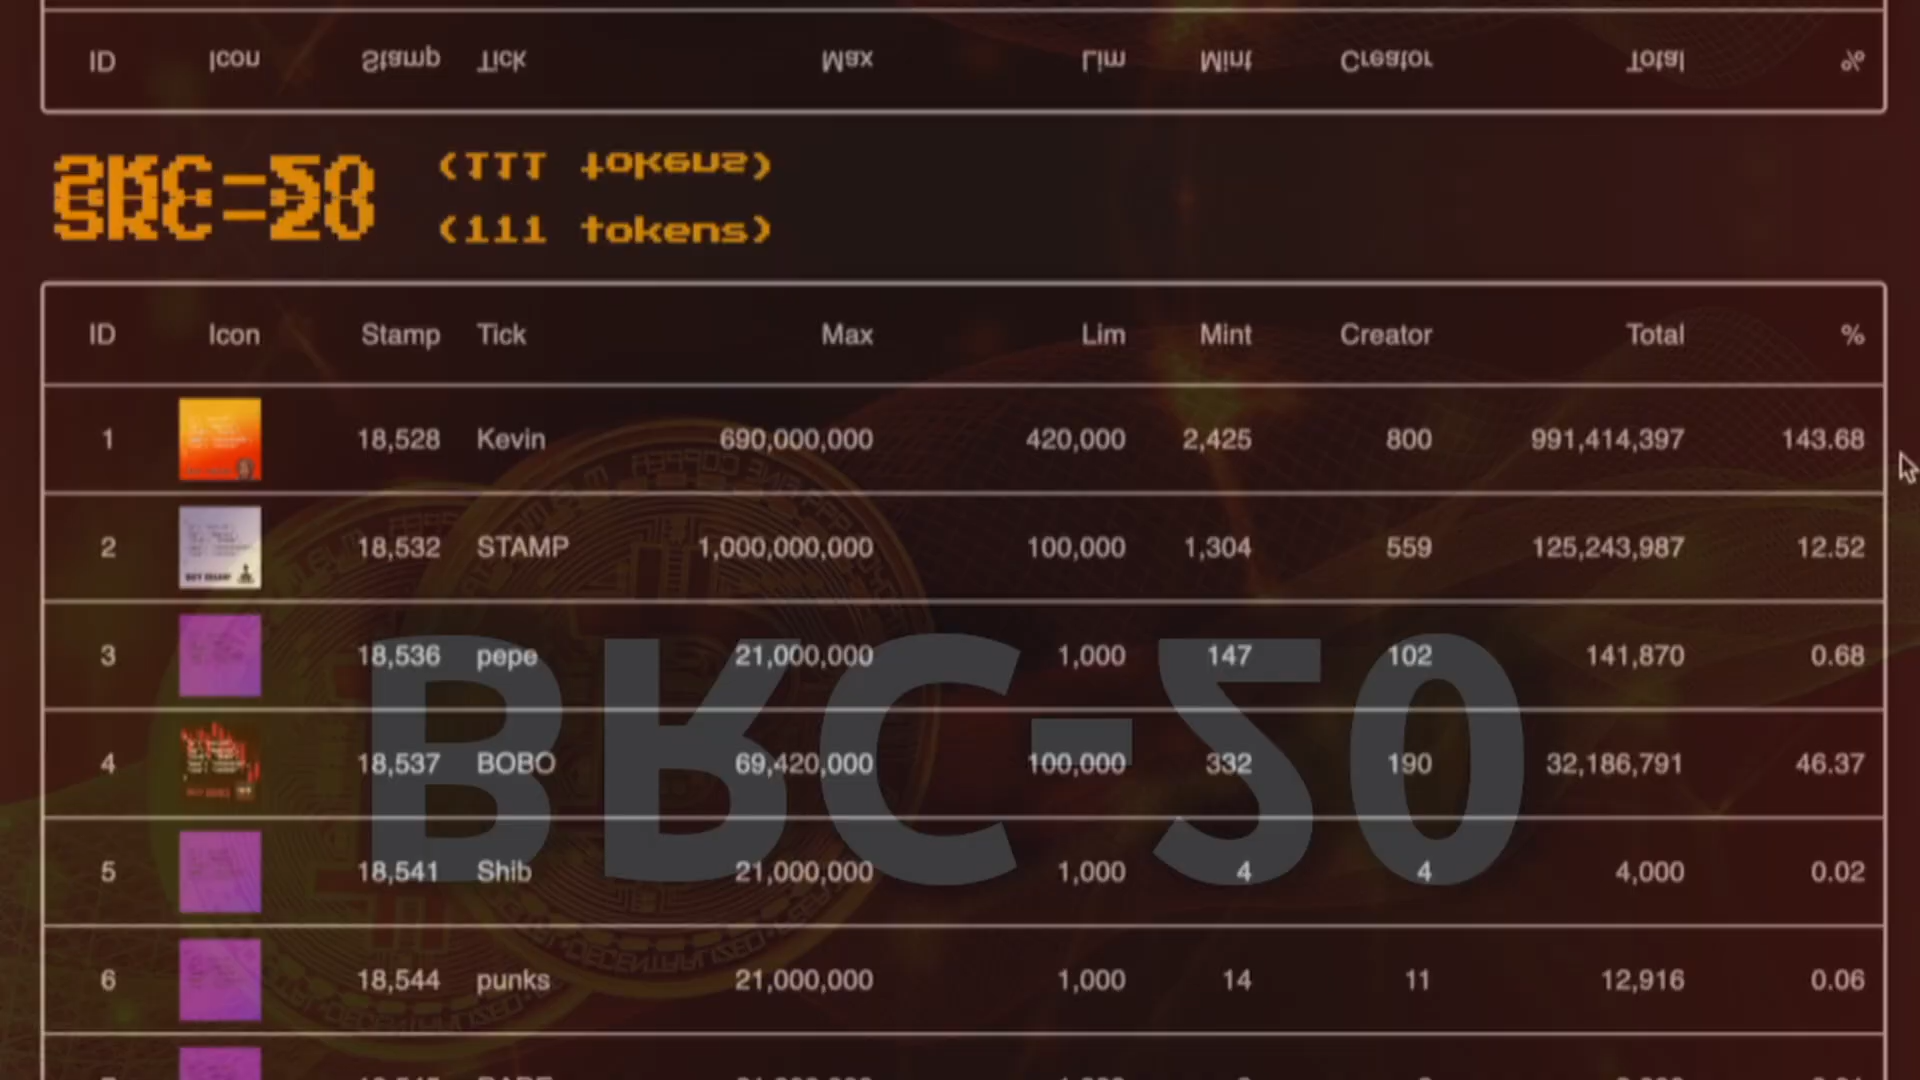 ID Icon Stamp Tick Max Lim Mint Creator Total %
SRC-20 (111 tokens)
(111 tokens)
ID Icon Stamp Tick Max Lim Mint Creator Total %
1 18,528 Kevin 690,000,000 420,000 2,425 800 991,414,397 143.68
2 18,532 STAMP 1,000,000,000 100,000 1,304 559 125,243,987 12.52
3 18,536 pepe 21,000,000 1,000 147 102 141,870 0.68
BRC-20
4 18,537 BOBO 69,420,000 100,000 332 190 32,186,791 46.37
5 18,541 Shib 21,000,000 1,000 4 4 4,000 0.02
6 18,544 punks 21,000,000 1,000 14 11 12,916 0.06